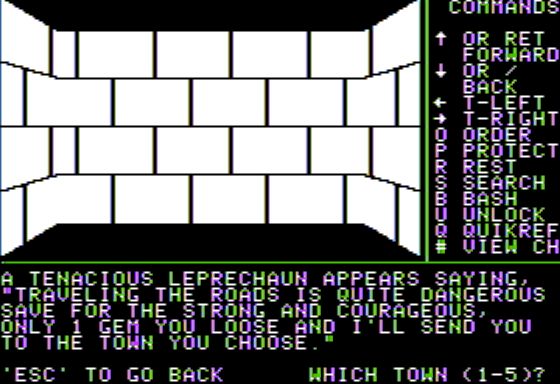 COMMANDS
↑ OR RET
FORWARD
↓ OR /
BACK
← T-LEFT
→ T-RIGHT
O ORDER
P PROTECT
R REST
S SEARCH
B BASH
U UNLOCK
Q QUIKREF
# VIEW CH
A TENACIOUS LEPRECHAUN APPEARS SAYING,
"TRAVELING THE ROADS IS QUITE DANGEROUS
SAVE FOR THE STRONG AND COURAGEOUS,
ONLY 1 GEM YOU LOOSE AND I'LL SEND YOU
TO THE TOWN YOU CHOOSE."
'ESC' TO GO BACK WHICH TOWN (1-5)?